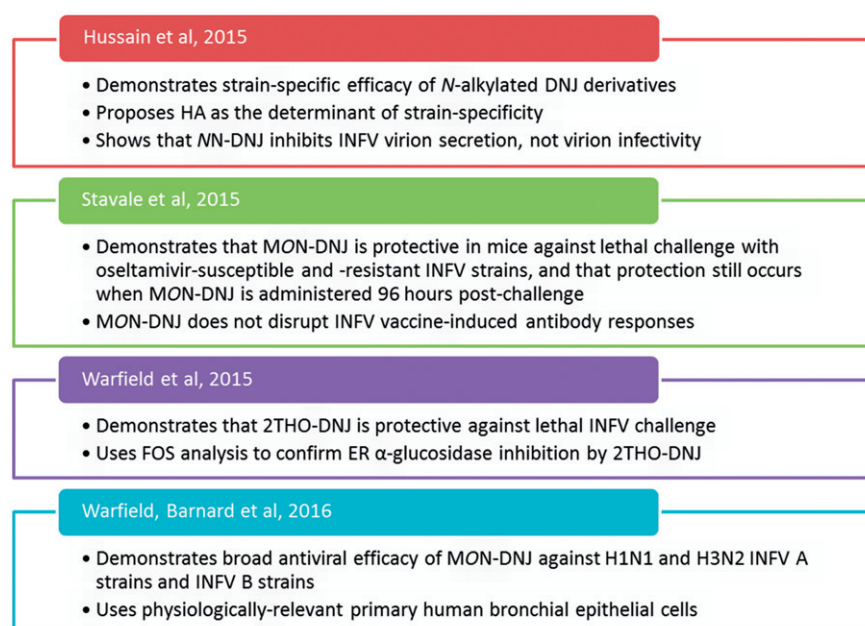 Hussain et al, 2015
• Demonstrates strain-specific efficacy of N-alkylated DNJ derivatives
• Proposes HA as the determinant of strain-specificity
• Shows that NN-DNJ inhibits INFV virion secretion, not virion infectivity
Stavale et al, 2015
• Demonstrates that MON-DNJ is protective in mice against lethal challenge with
oseltamivir-susceptible and -resistant INFV strains, and that protection still occurs
when MON-DNJ is administered 96 hours post-challenge
• MON-DNJ does not disrupt INFV vaccine-induced antibody responses
Warfield et al, 2015
• Demonstrates that 2THO-DNJ is protective against lethal INFV challenge
• Uses FOS analysis to confirm ER α-glucosidase inhibition by 2THO-DNJ
Warfield, Barnard et al, 2016
• Demonstrates broad antiviral efficacy of MON-DNJ against H1N1 and H3N2 INFV A
strains and INFV B strains
• Uses physiologically-relevant primary human bronchial epithelial cells